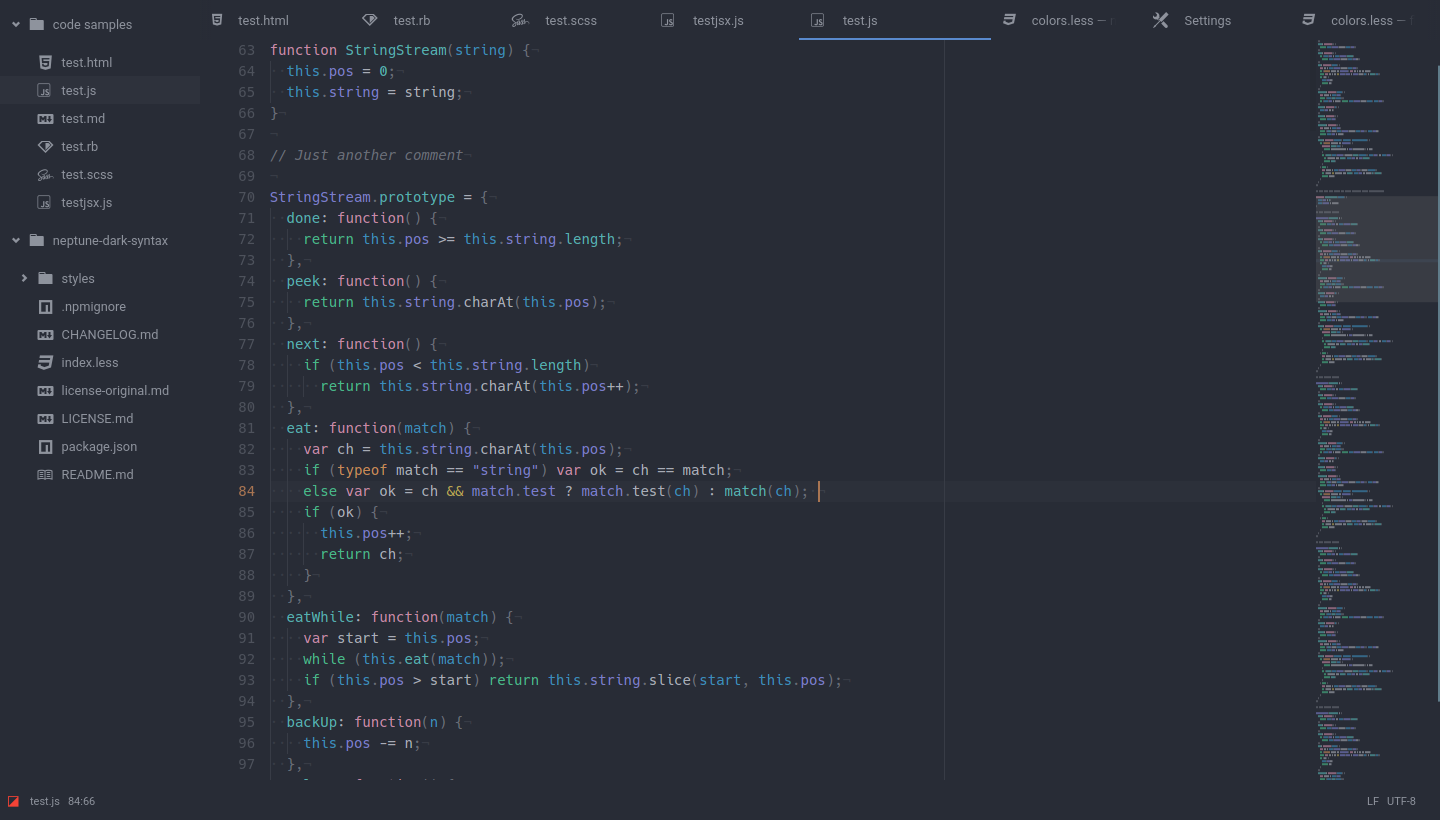 code samples
test.html
test.js
test.md
test.rb
test.scss
testjsx.js
neptune-dark-syntax
styles
.npmignore
CHANGELOG.md
index.less
license-original.md
LICENSE.md
package.json
README.md
test.html
test.rb
test.scss
testjsx.js
test.js
colors.less —
Settings
colors.less —
63 function StringStream(string) {
64   this.pos = 0;
65   this.string = string;
66 }
67
68 // Just another comment
69
70 StringStream.prototype = {
71   done: function() {
72     return this.pos >= this.string.length;
73   },
74   peek: function() {
75     return this.string.charAt(this.pos);
76   },
77   next: function() {
78     if (this.pos < this.string.length)
79       return this.string.charAt(this.pos++);
80   },
81   eat: function(match) {
82     var ch = this.string.charAt(this.pos);
83     if (typeof match == "string") var ok = ch == match;
84     else var ok = ch && match.test ? match.test(ch) : match(ch);
85     if (ok) {
86       this.pos++;
87       return ch;
88     }
89   },
90   eatWhile: function(match) {
91     var start = this.pos;
92     while (this.eat(match));
93     if (this.pos > start) return this.string.slice(start, this.pos);
94   },
95   backUp: function(n) {
96     this.pos -= n;
97   },
test.js 84:66
LF UTF-8